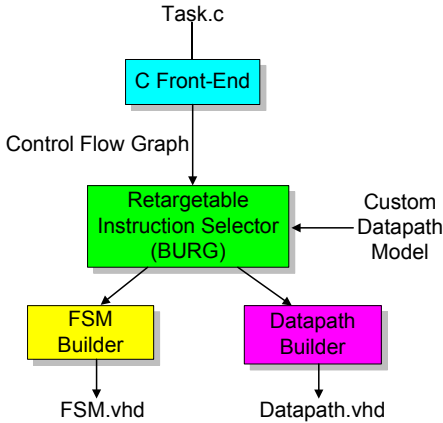 Task.c
C Front-End
Control Flow Graph
Retargetable
Instruction Selector
(BURG)
Custom
Datapath
Model
FSM
Builder
Datapath
Builder
FSM.vhd
Datapath.vhd